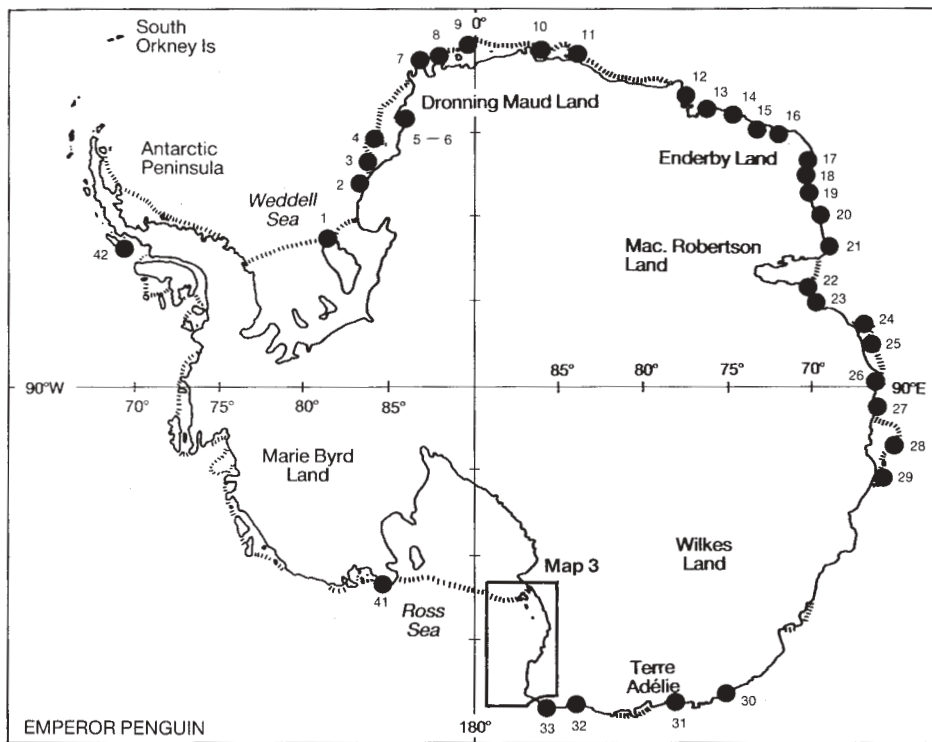 9 0° 10 11
South
Orkney Is
7 8
12
13 14 15 16
Dronning Maud Land
4
5 – 6
Antarctic
Peninsula
3
Enderby Land
17
2
18
19
Weddell
Sea
1
20
42
Mac. Robertson
Land
21
22
23
24
25
90°W
70° 80° 85° 85° 80° 75° 70°
26
90°E
27
28
Marie Byrd
Land
29
Wilkes
Land
Map 3
41
Ross
Sea
Terre
Adélie
30
31
32
33
EMPEROR PENGUIN
180°